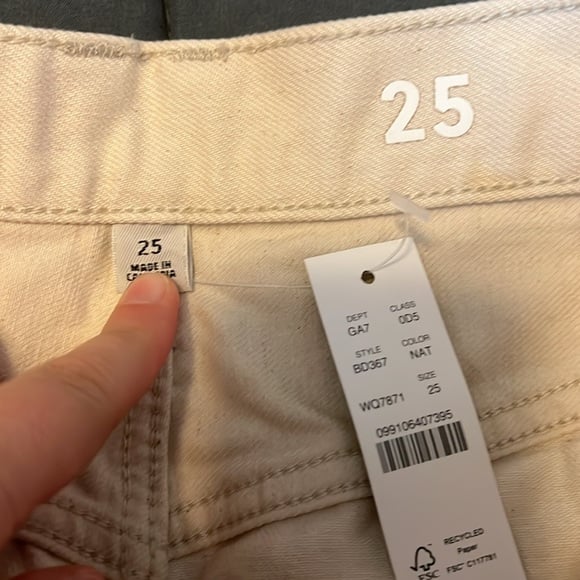 25
25
MADE IN
DEPT CLASS
GA7 0D5
STYLE COLOR
BD367 NAT
SIZE
WQ7871 25
099106407395
RECYCLED
Paper
FSC FSC® C117781